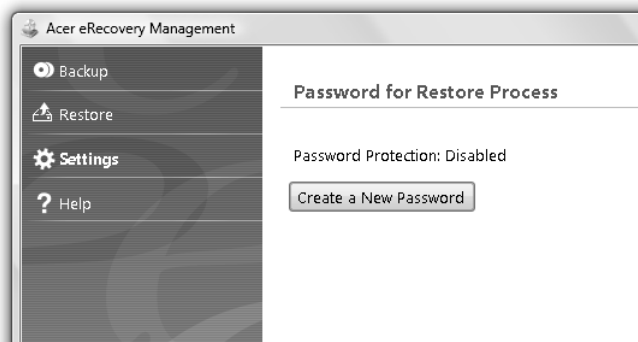 Acer eRecovery Management
Backup
Restore
Settings
Help
Password for Restore Process
Password Protection: Disabled
Create a New Password